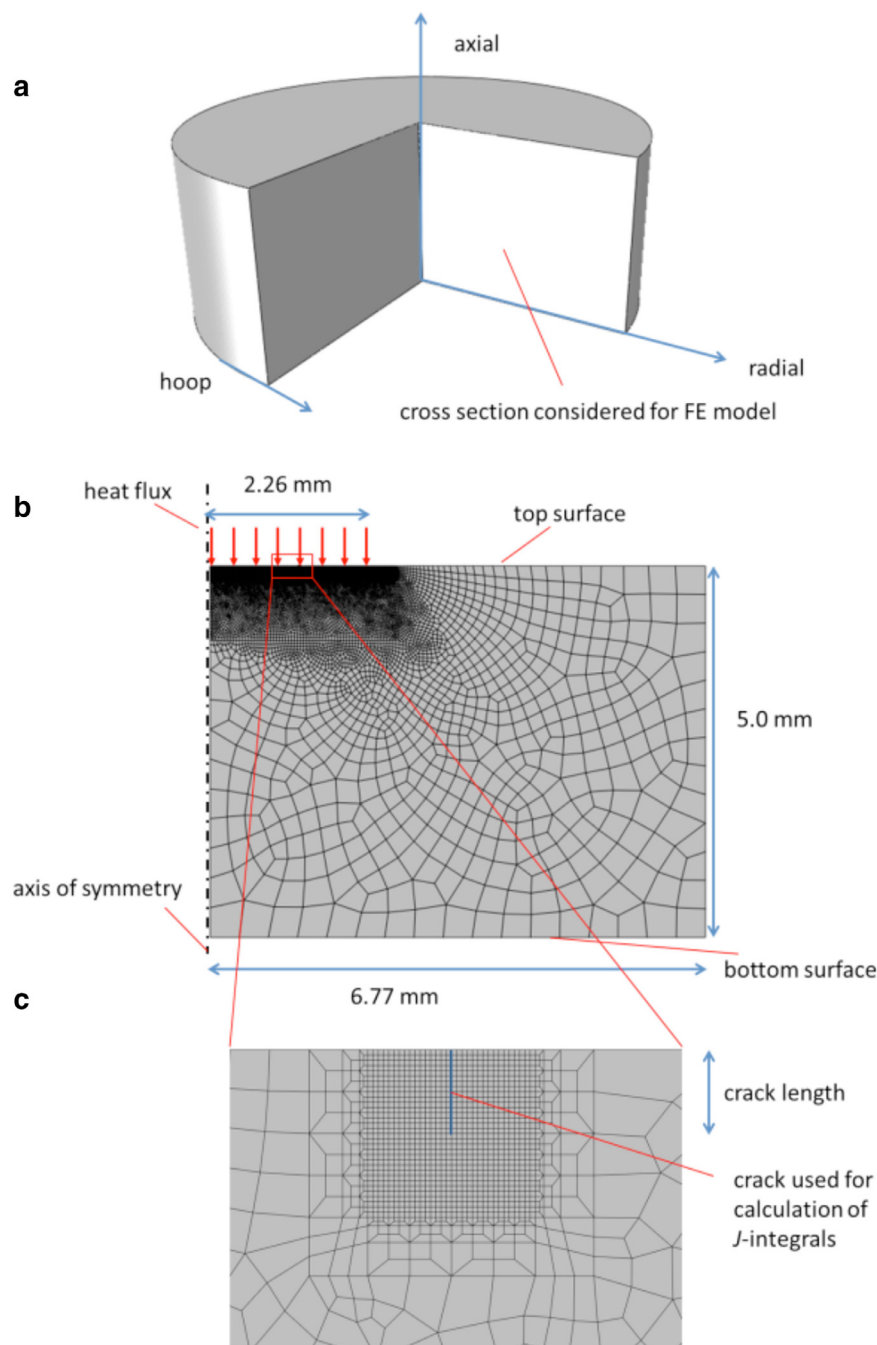 a
axial
hoop
radial
cross section considered for FE model
b
heat flux
2.26 mm
top surface
5.0 mm
axis of symmetry
bottom surface
6.77 mm
c
crack length
crack used for
calculation of
J-integrals